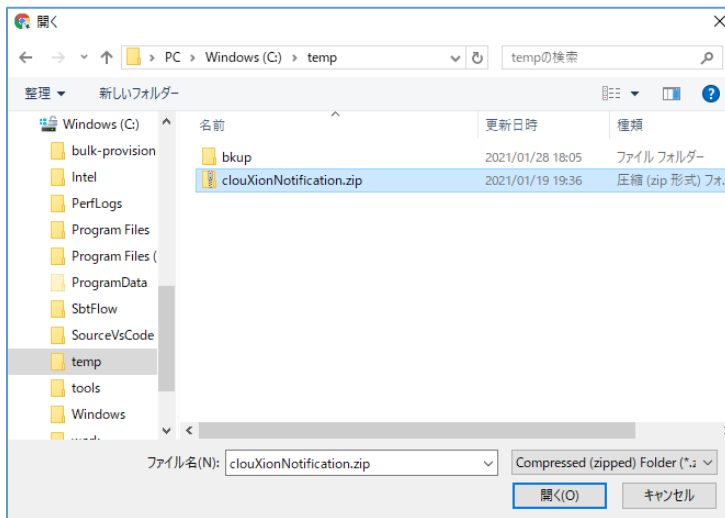 開く
PC > Windows (C:) > temp
tempの検索
整理 新しいフォルダー
Windows (C:)
bulk-provision
Intel
PerfLogs
Program Files
Program Files (
ProgramData
SbtFlow
SourceVsCode
temp
tools
Windows
名前 更新日時 種類
bkup 2021/01/28 18:05 ファイル フォルダー
clouXionNotification.zip 2021/01/19 19:36 圧縮 (zip 形式) フォ..
ファイル名(N): clouXionNotification.zip
Compressed (zipped) Folder (*.z
開く(O) キャンセル